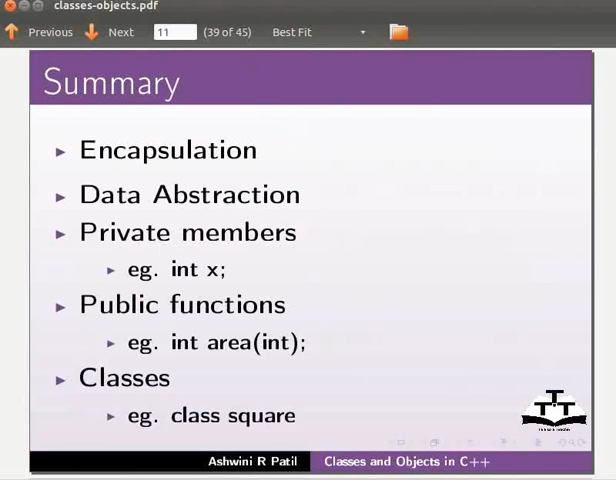 classes-objects.pdf
Previous Next 11 (39 of 45) Best Fit
Summary
Encapsulation
Data Abstraction
Private members
eg. int x;
Public functions
eg. int area(int);
Classes
eg. class square
Ashwini R Patil Classes and Objects in C++